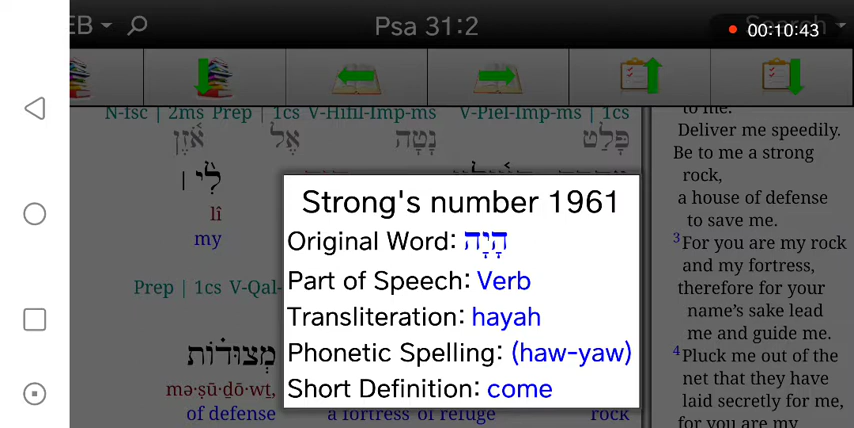 EB
Psa 31:2
Search
00:10:43
N-fsc | 2ms Prep | 1cs V-Hifil-Imp-ms V-Piel-Imp-ms | 1cs
אֹ֫זֶן אֶל נָטָה פָּלַט
לִ֨י ׀
lî
my
Prep | 1cs V-Qal-
מְצוּד֗וֹת
mə·ṣū·ḏō·wṯ,
of defense a fortress of refuge rock
Strong's number 1961
Original Word: הָיָה
Part of Speech: Verb
Transliteration: hayah
Phonetic Spelling: (haw-yaw)
Short Definition: come
to me.
Deliver me speedily.
Be to me a strong
rock,
a house of defense
to save me.
3For you are my rock
and my fortress,
therefore for your
name’s sake lead
me and guide me.
4Pluck me out of the
net that they have
laid secretly for me,
for you are my